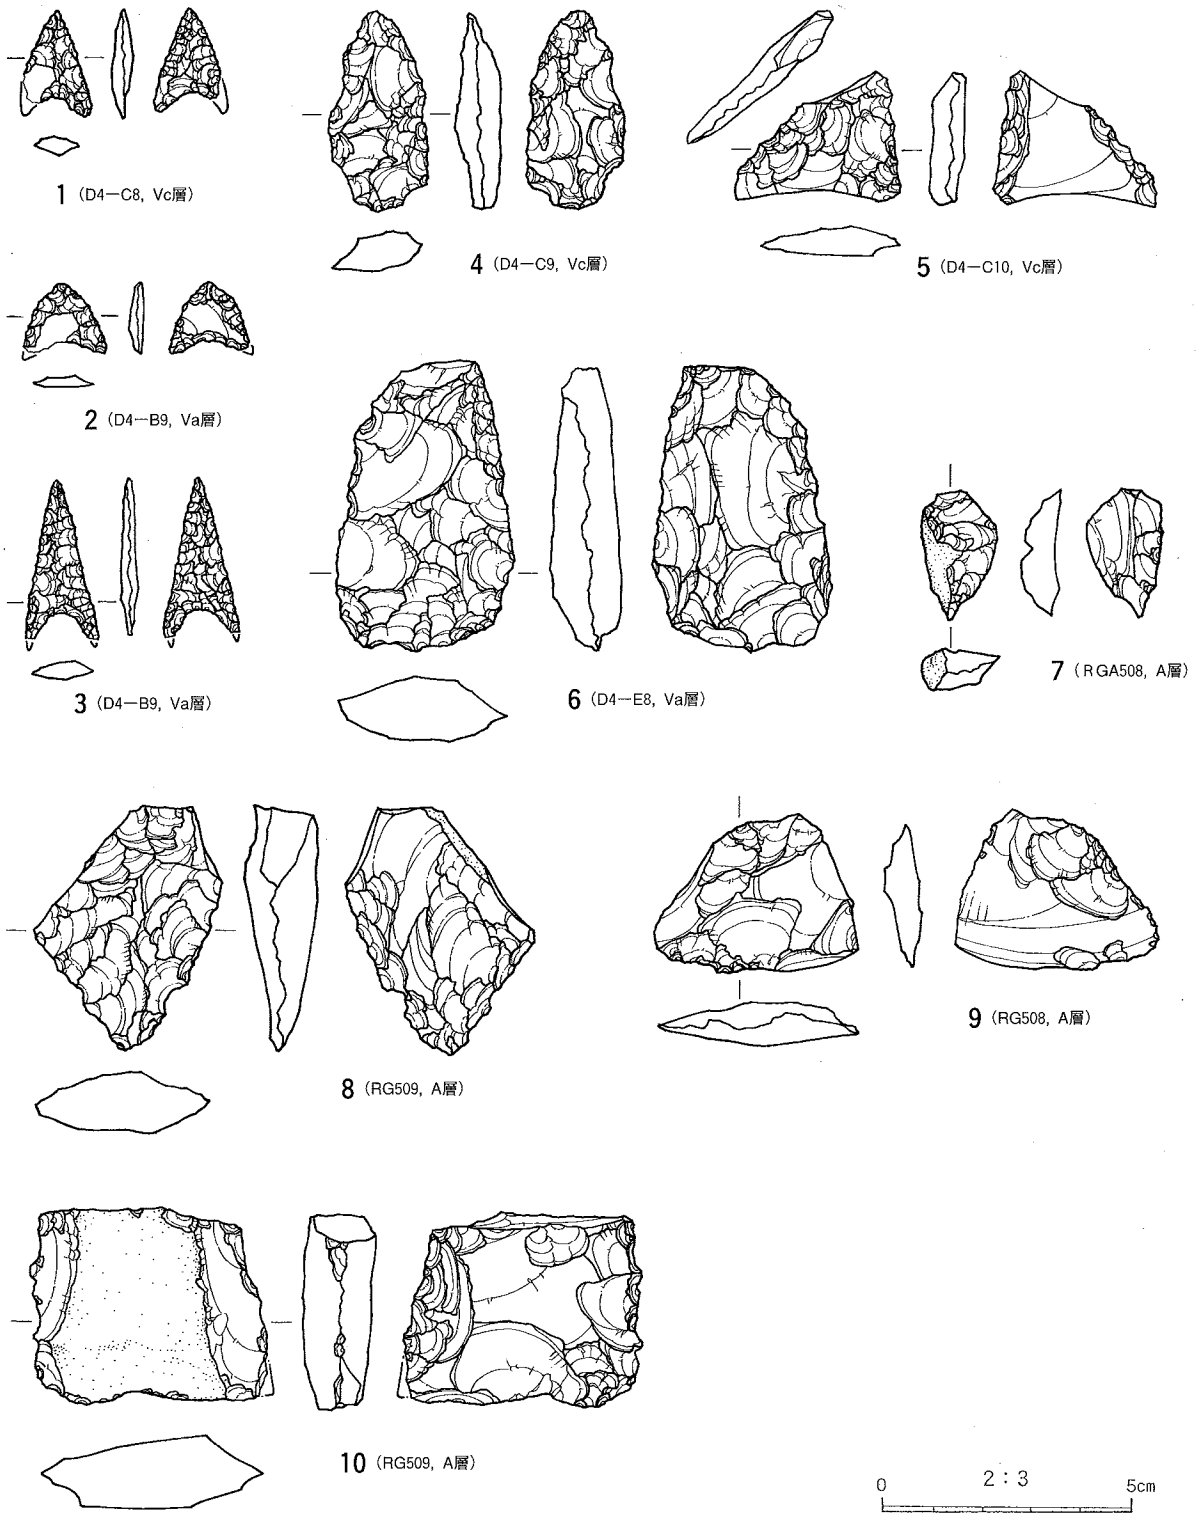 1 (D4-C8, Vc層)
2 (D4-B9, Va層)
3 (D4-B9, Va層)
4 (D4-C9, Vc層)
5 (D4-C10, Vc層)
6 (D4-E8, Va層)
7 (RGA508, A層)
8 (RG509, A層)
9 (RG508, A層)
10 (RG509, A層)
0 2:3 5cm